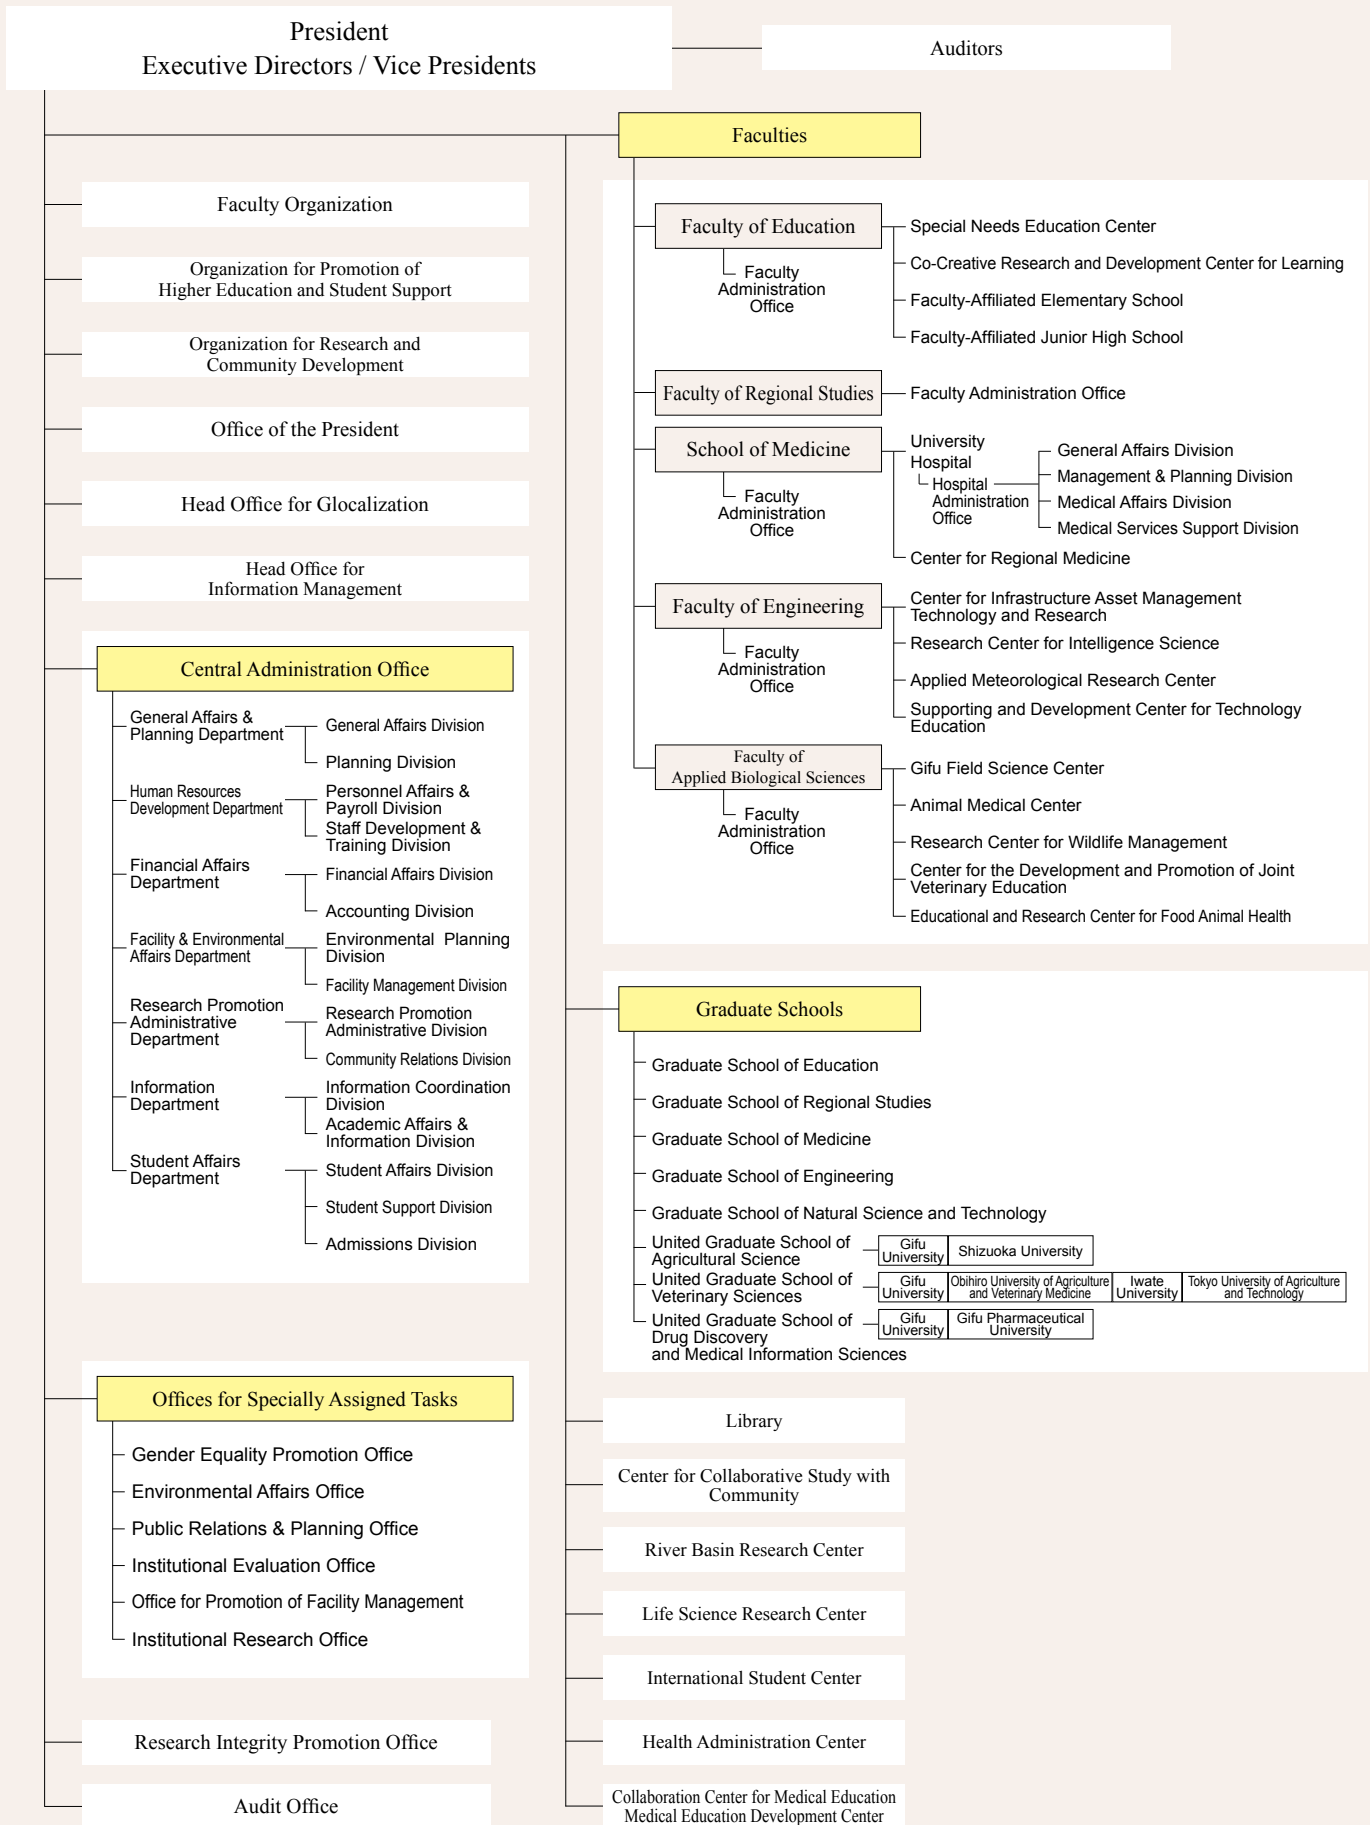 President
Executive Directors / Vice Presidents
Auditors
Faculty Organization
Organization for Promotion of
Higher Education and Student Support
Organization for Research and
Community Development
Office of the President
Head Office for Glocalization
Head Office for
Information Management
Central Administration Office
General Affairs &
Planning Department
General Affairs Division
Planning Division
Human Resources
Development Department
Personnel Affairs &
Payroll Division
Staff Development &
Training Division
Financial Affairs
Department
Financial Affairs Division
Accounting Division
Facility & Environmental
Affairs Department
Environmental Planning
Division
Facility Management Division
Research Promotion
Administrative
Department
Research Promotion
Administrative Division
Community Relations Division
Information
Department
Information Coordination
Division
Academic Affairs &
Information Division
Student Affairs
Department
Student Affairs Division
Student Support Division
Admissions Division
Offices for Specially Assigned Tasks
Gender Equality Promotion Office
Environmental Affairs Office
Public Relations & Planning Office
Institutional Evaluation Office
Office for Promotion of Facility Management
Institutional Research Office
Research Integrity Promotion Office
Audit Office
Faculties
Faculty of Education
Faculty
Administration
Office
Special Needs Education Center
Co-Creative Research and Development Center for Learning
Faculty-Affiliated Elementary School
Faculty-Affiliated Junior High School
Faculty of Regional Studies
Faculty Administration Office
School of Medicine
Faculty
Administration
Office
University
Hospital
Hospital
Administration
Office
General Affairs Division
Management & Planning Division
Medical Affairs Division
Medical Services Support Division
Center for Regional Medicine
Faculty of Engineering
Faculty
Administration
Office
Center for Infrastructure Asset Management
Technology and Research
Research Center for Intelligence Science
Applied Meteorological Research Center
Supporting and Development Center for Technology
Education
Faculty of
Applied Biological Sciences
Faculty
Administration
Office
Gifu Field Science Center
Animal Medical Center
Research Center for Wildlife Management
Center for the Development and Promotion of Joint
Veterinary Education
Educational and Research Center for Food Animal Health
Graduate Schools
Graduate School of Education
Graduate School of Regional Studies
Graduate School of Medicine
Graduate School of Engineering
Graduate School of Natural Science and Technology
United Graduate School of
Agricultural Science
Gifu
University
Shizuoka University
United Graduate School of
Veterinary Sciences
Gifu
University
Obihiro University of Agriculture
and Veterinary Medicine
Iwate
University
Tokyo University of Agriculture
and Technology
United Graduate School of
Drug Discovery
and Medical Information Sciences
Gifu
University
Gifu Pharmaceutical
University
Library
Center for Collaborative Study with
Community
River Basin Research Center
Life Science Research Center
International Student Center
Health Administration Center
Collaboration Center for Medical Education
Medical Education Development Center